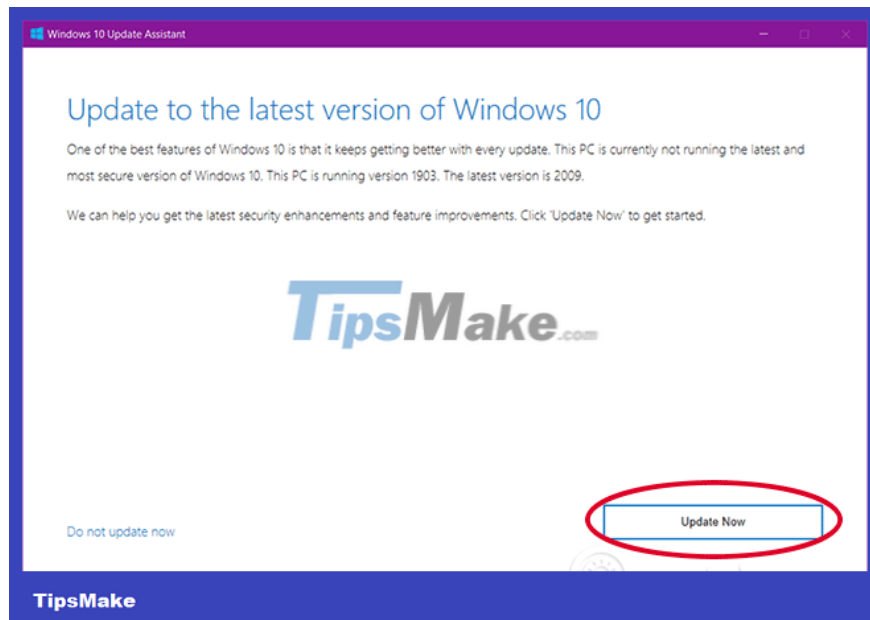 Windows 10 Update Assistant
Update to the latest version of Windows 10
One of the best features of Windows 10 is that it keeps getting better with every update. This PC is currently not running the latest and
most secure version of Windows 10. This PC is running version 1903. The latest version is 2009.
We can help you get the latest security enhancements and feature improvements. Click 'Update Now' to get started.
TipsMake.com
Do not update now
Update Now
TipsMake